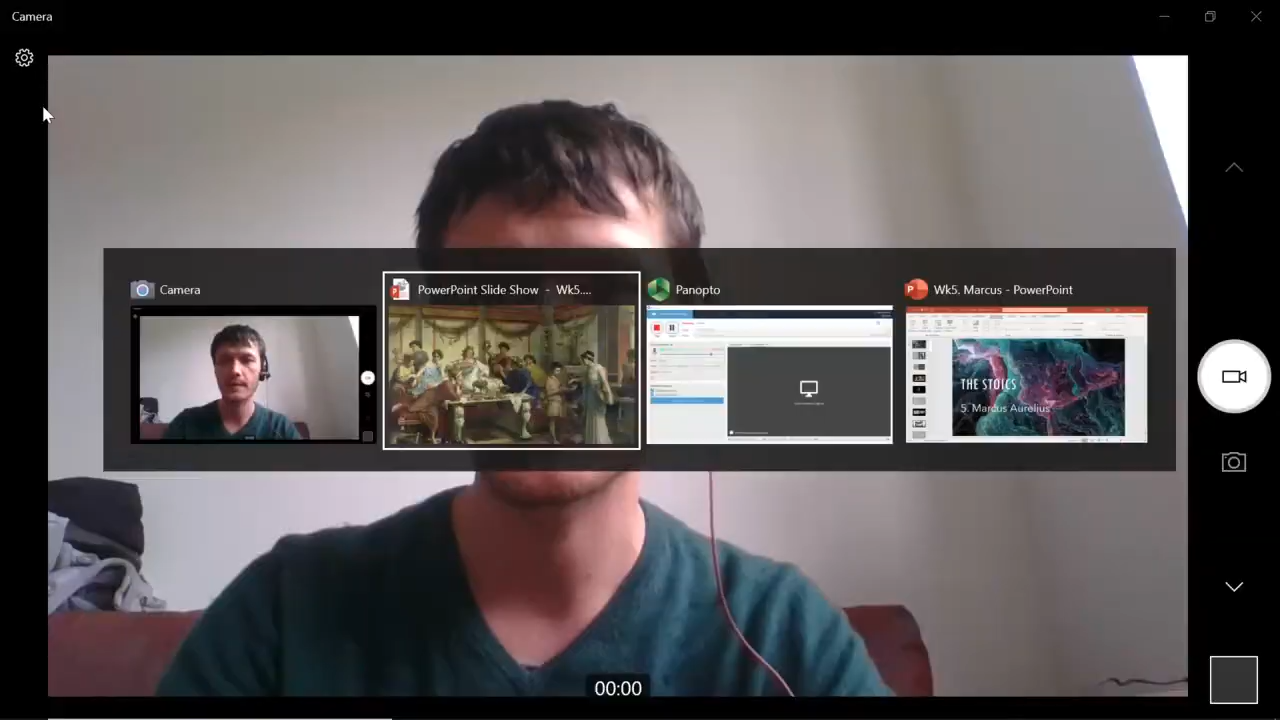 Camera
Camera
PowerPoint Slide Show - Wk5....
Panopto
Wk5. Marcus - PowerPoint
THE STOICS
5. Marcus Aurelius
00:00